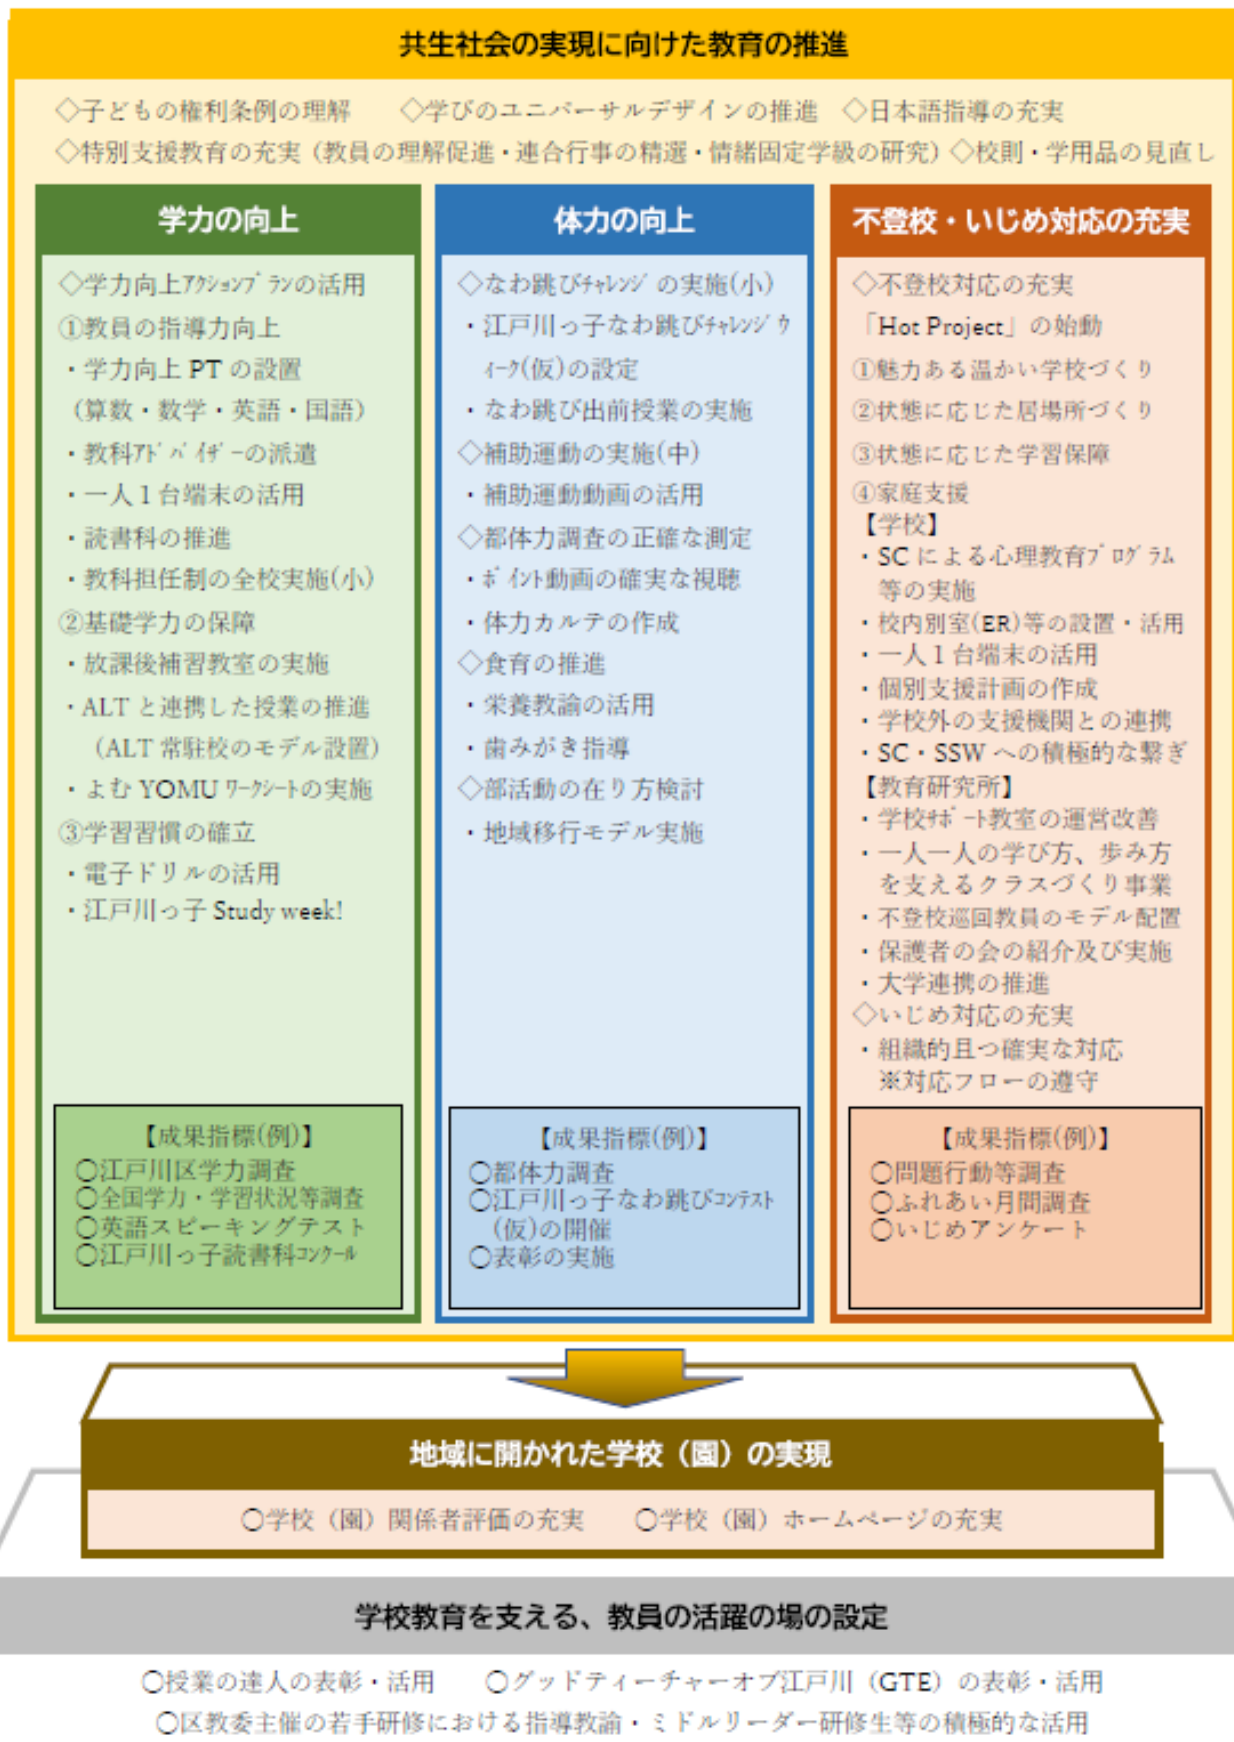 共生社会の実現に向けた教育の推進
◇子どもの権利条例の理解　◇学びのユニバーサルデザインの推進　◇日本語指導の充実
◇特別支援教育の充実（教員の理解促進・連合行事の精選・情緒固定学級の研究）◇校則・学用品の見直し
学力の向上
◇学力向上ｱｸｼｮﾝﾌﾟﾗﾝの活用
①教員の指導力向上
・学力向上 PT の設置
（算数・数学・英語・国語）
・教科ｱﾄﾞﾊﾞｲｻﾞｰの派遣
・一人１台端末の活用
・読書科の推進
・教科担任制の全校実施(小)
②基礎学力の保障
・放課後補習教室の実施
・ALT と連携した授業の推進
（ALT 常駐校のモデル設置）
・よむ YOMU ﾜｰｸｼｰﾄの実施
③学習習慣の確立
・電子ドリルの活用
・江戸川っ子 Study week!
【成果指標(例)】
〇江戸川区学力調査
〇全国学力・学習状況等調査
〇英語スピーキングテスト
〇江戸川っ子読書科ｺﾝｸｰﾙ
体力の向上
◇なわ跳びﾁｬﾚﾝｼﾞの実施(小)
・江戸川っ子なわ跳びﾁｬﾚﾝｼﾞｳ
ｨｰｸ(仮)の設定
・なわ跳び出前授業の実施
◇補助運動の実施(中)
・補助運動動画の活用
◇都体力調査の正確な測定
・ﾎﾟｲﾝﾄ動画の確実な視聴
・体力カルテの作成
◇食育の推進
・栄養教諭の活用
・歯みがき指導
◇部活動の在り方検討
・地域移行モデル実施
【成果指標(例)】
〇都体力調査
〇江戸川っ子なわ跳びｺﾝﾃｽﾄ
(仮)の開催
〇表彰の実施
不登校・いじめ対応の充実
◇不登校対応の充実
「Hot Project」の始動
①魅力ある温かい学校づくり
②状態に応じた居場所づくり
③状態に応じた学習保障
④家庭支援
【学校】
・SC による心理教育ﾌﾟﾛｸﾞﾗﾑ
等の実施
・校内別室(ER)等の設置・活用
・一人１台端末の活用
・個別支援計画の作成
・学校外の支援機関との連携
・SC・SSW への積極的な繋ぎ
【教育研究所】
・学校ｻﾎﾟｰﾄ教室の運営改善
・一人一人の学び方、歩み方
を支えるクラスづくり事業
・不登校巡回教員のモデル配置
・保護者の会の紹介及び実施
・大学連携の推進
◇いじめ対応の充実
・組織的且つ確実な対応
※対応フローの遵守
【成果指標(例)】
〇問題行動等調査
〇ふれあい月間調査
〇いじめアンケート
地域に開かれた学校（園）の実現
〇学校（園）関係者評価の充実　〇学校（園）ホームページの充実
学校教育を支える、教員の活躍の場の設定
〇授業の達人の表彰・活用　〇グッドティーチャーオブ江戸川（GTE）の表彰・活用
〇区教委主催の若手研修における指導教諭・ミドルリーダー研修生等の積極的な活用